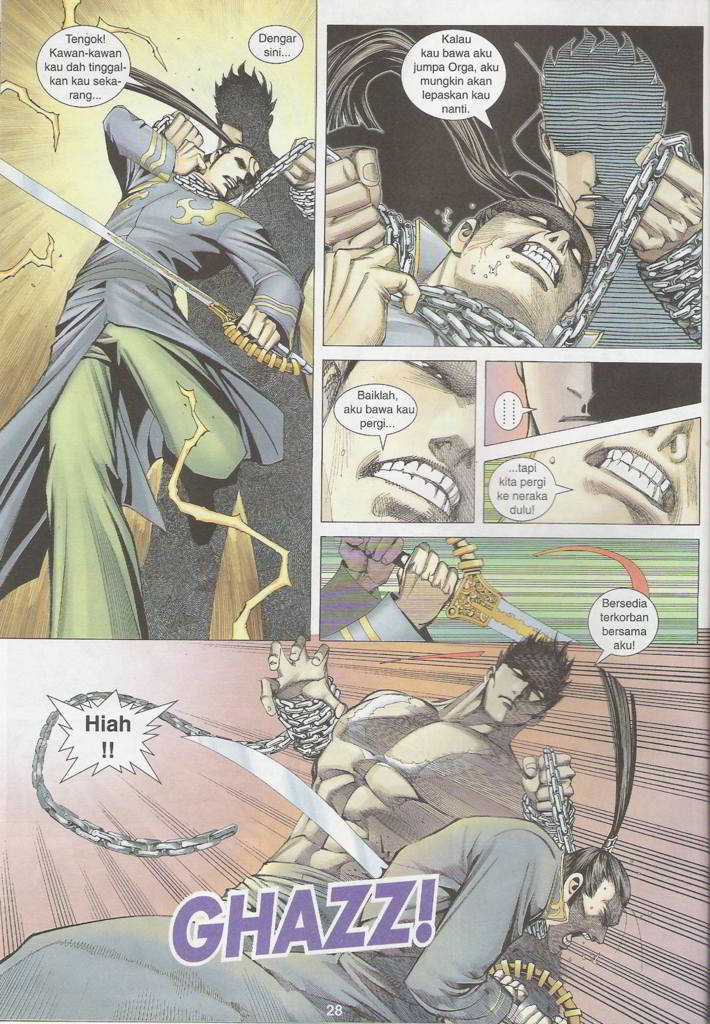 Tengok!
Kawan-kawan
kau dah tinggal-
kan kau seka-
rang...
Dengar
sini...
Kalau
kau bawa aku
jumpa Orga, aku
mungkin akan
lepaskan kau
nanti.
Baiklah,
aku bawa kau
pergi...
...tapi
kita pergi
ke neraka
dulu!
Bersedia
terkorban
bersama
aku!
Hiah
!!
GHAZZ!
28